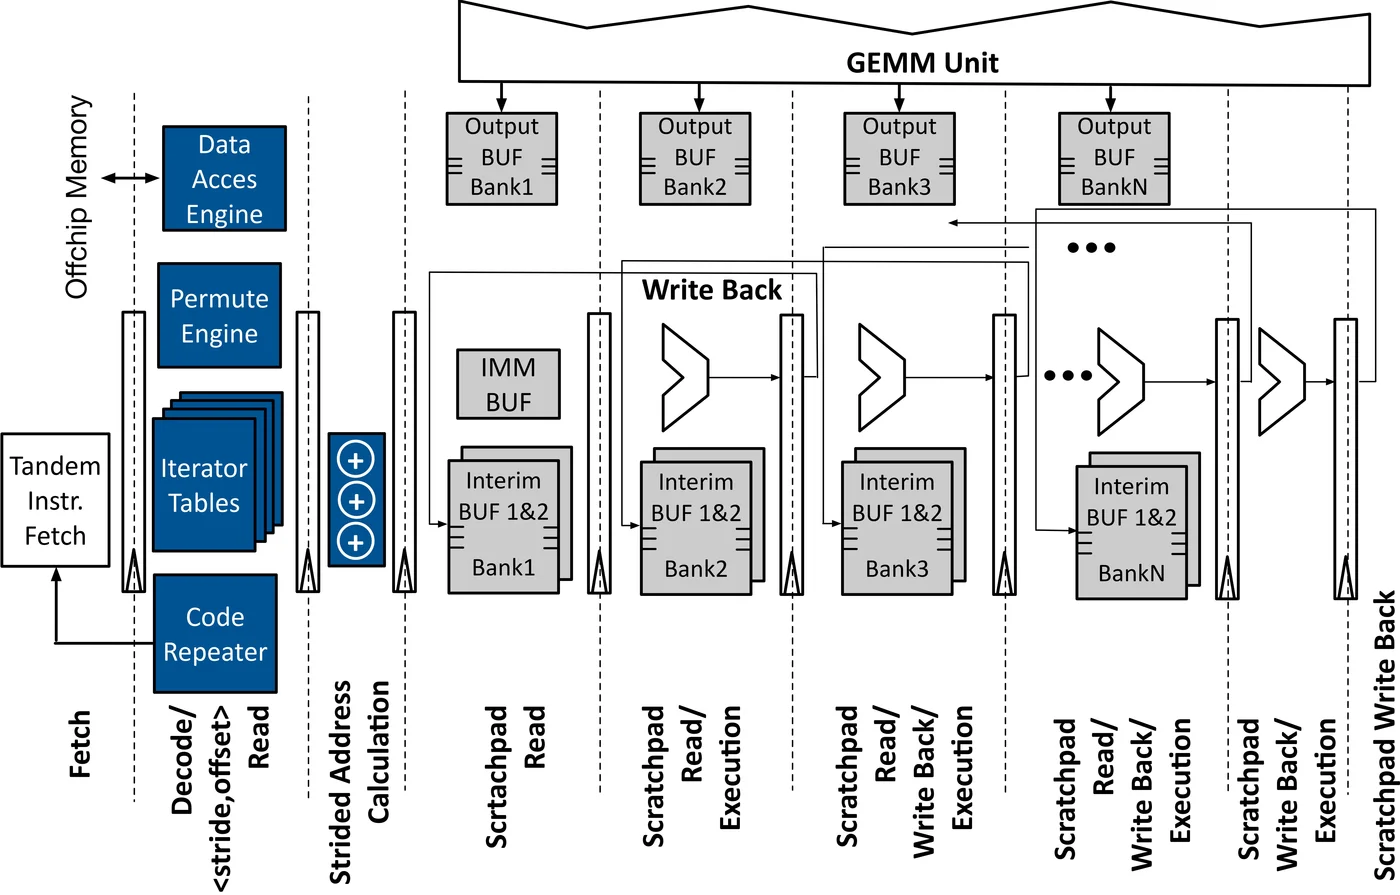 GEMM Unit
Offchip Memory
Data
Acces
Engine
Output
BUF
Bank1
Output
BUF
Bank2
Output
BUF
Bank3
Output
BUF
BankN
Permute
Engine
Write Back
IMM
BUF
Tandem
Instr.
Fetch
Iterator
Tables
+
+
+
Interim
BUF 1&2
Bank1
Interim
BUF 1&2
Bank2
Interim
BUF 1&2
Bank3
Interim
BUF 1&2
BankN
Code
Repeater
Fetch
Decode/
<stride,offset>
Read
Strided Address
Calculation
Scrtachpad
Read
Scratchpad
Read/
Execution
Scratchpad
Read/
Write Back/
Execution
Scratchpad
Read/
Write Back/
Execution
Scratchpad
Write Back/
Execution
Scratchpad Write Back